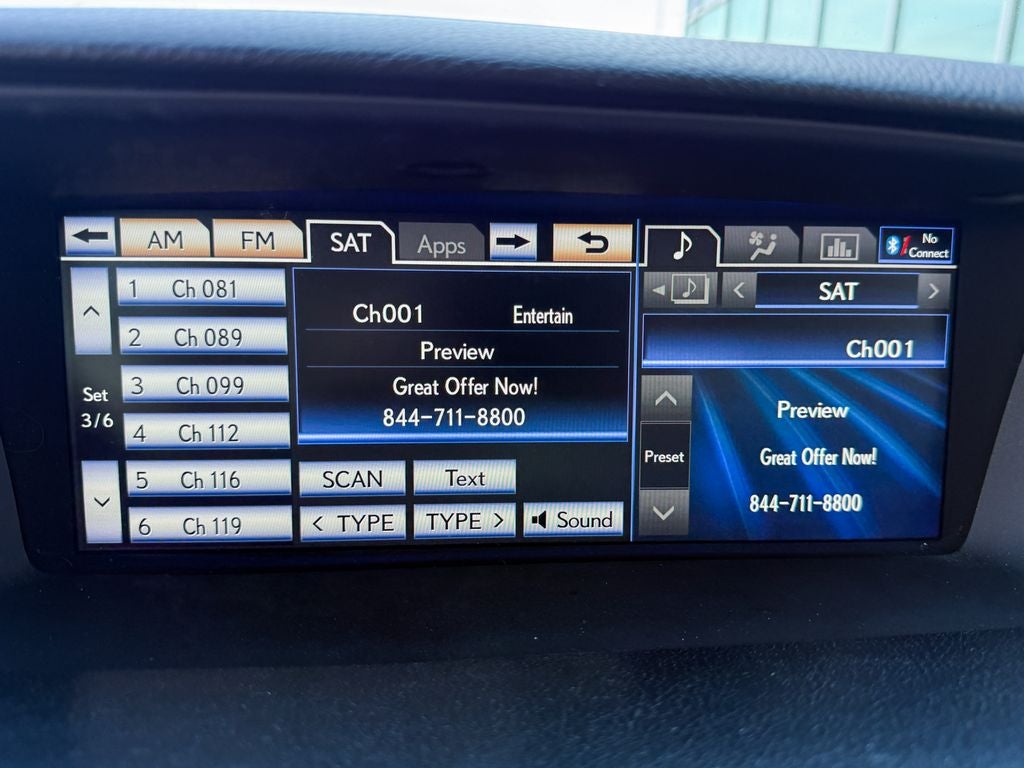 AM FM SAT Apps
No
Connect
1 Ch 081
2 Ch 089
3 Ch 099
4 Ch 112
5 Ch 116
6 Ch 119
Set
3/6
Ch001 Entertain
Preview
Great Offer Now!
844-711-8800
SCAN Text
< TYPE TYPE > Sound
< SAT >
Ch001
Preset
Preview
Great Offer Now!
844-711-8800